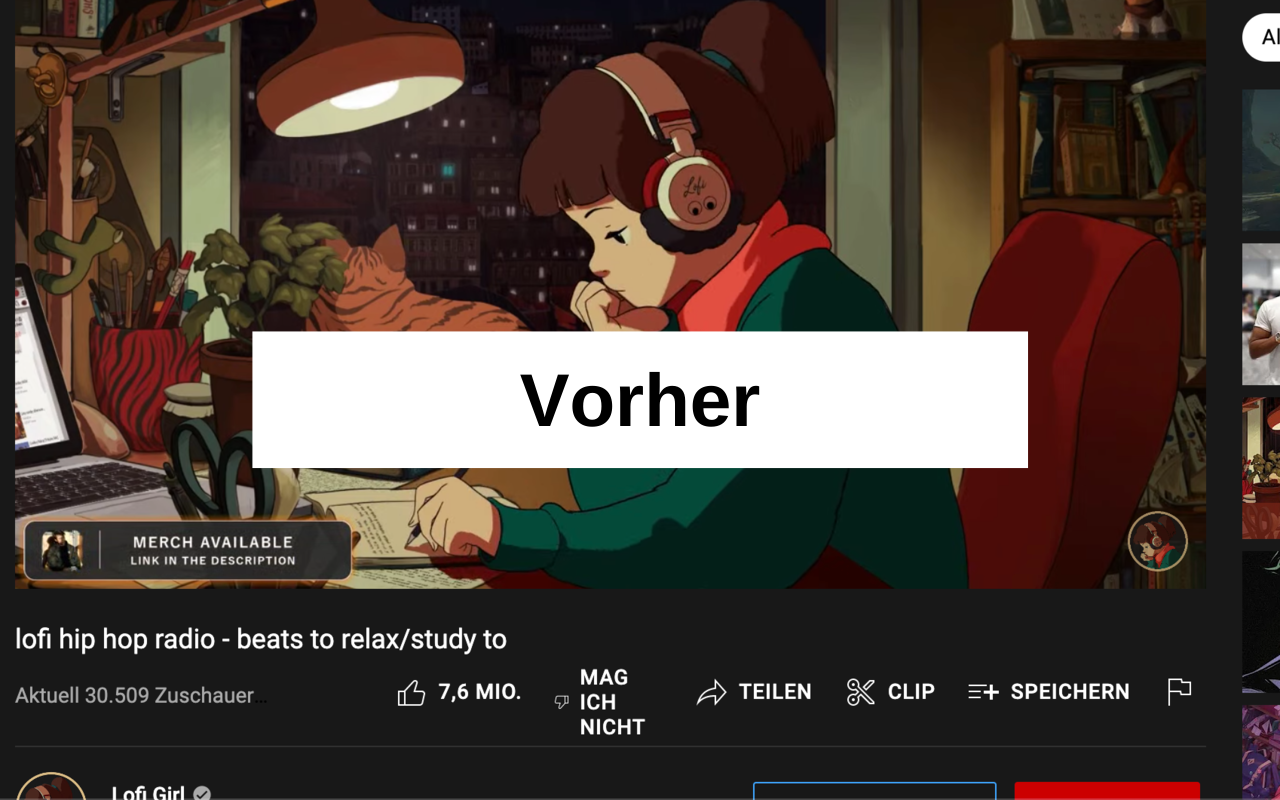 Al
Lofi
Vorher
MERCH AVAILABLE
LINK IN THE DESCRIPTION
lofi hip hop radio - beats to relax/study to
Aktuell 30.509 Zuschauer…
7,6 MIO.
MAG
ICH
NICHT
TEILEN
CLIP
SPEICHERN
Lofi Girl